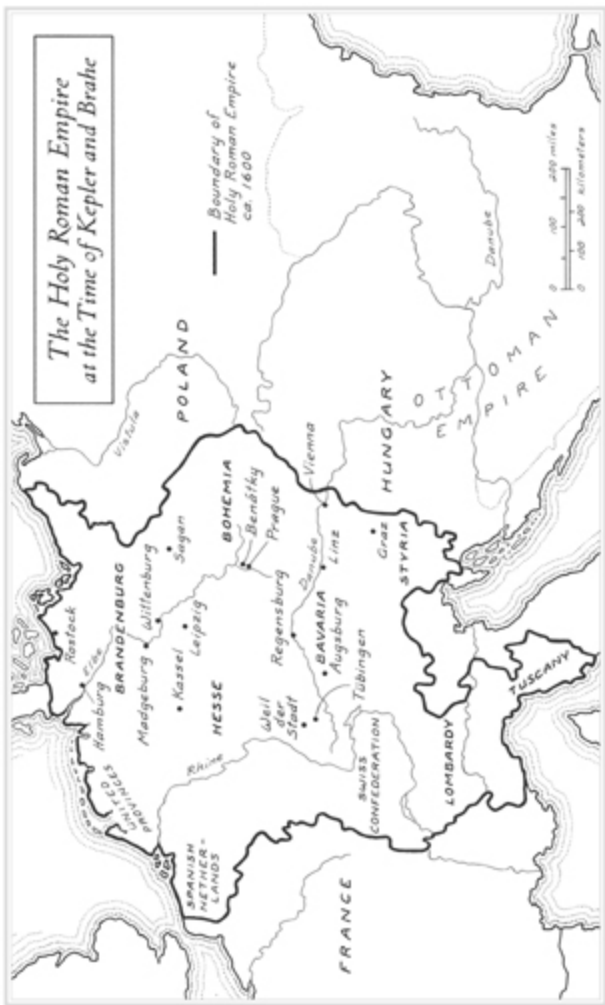 The Holy Roman Empire
at the Time of Kepler and Brahe
Boundary of
Holy Roman Empire
ca. 1600
0 100 200 miles
0 100 200 kilometers
Rostock
Elbe
Hamburg
UNITED
PROVINCES
BRANDENBURG
Vistula
Madgeburg
Wittenburg
Sagan
POLAND
Kassel
Leipzig
HESSE
Rhine
SPANISH
NETHER-
LANDS
BOHEMIA
Benátky
Prague
Weil
der
Stadt
Regensburg
Danube
Vienna
FRANCE
BAVARIA
Augsburg
Tübingen
Linz
SWISS
CONFEDERATION
HUNGARY
Graz
STYRIA
OTTOMAN
EMPIRE
LOMBARDY
Danube
TUSCANY